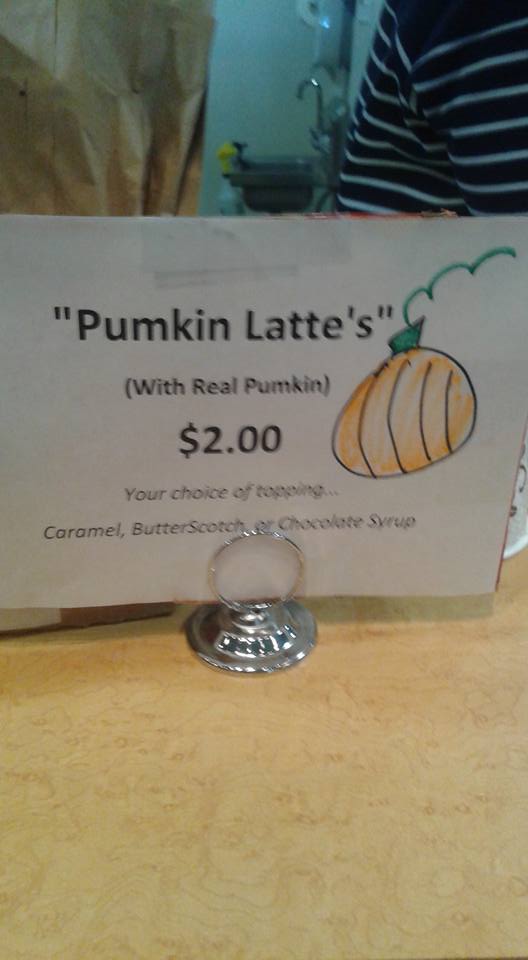 "Pumkin Latte's"
(With Real Pumkin)
$2.00
Your choice of topping...
Caramel, ButterScotch, or Chocolate Syrup